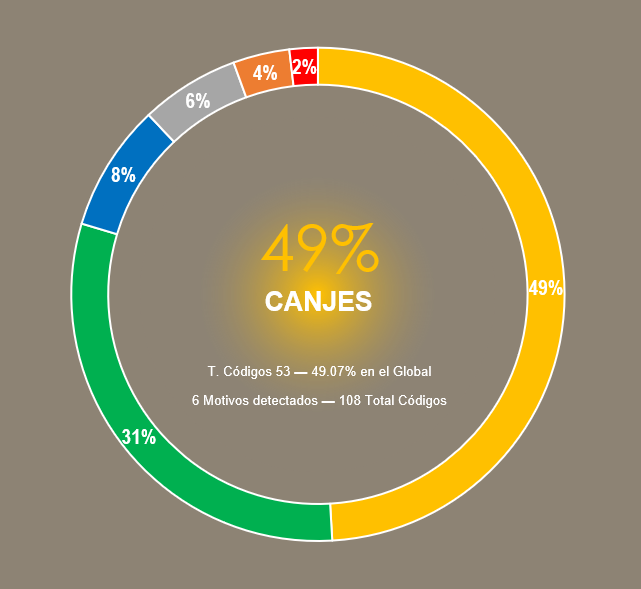 2%
4%
6%
8%
49%
CANJES
49%
T. Códigos 53 — 49.07% en el Global
6 Motivos detectados — 108 Total Códigos
31%